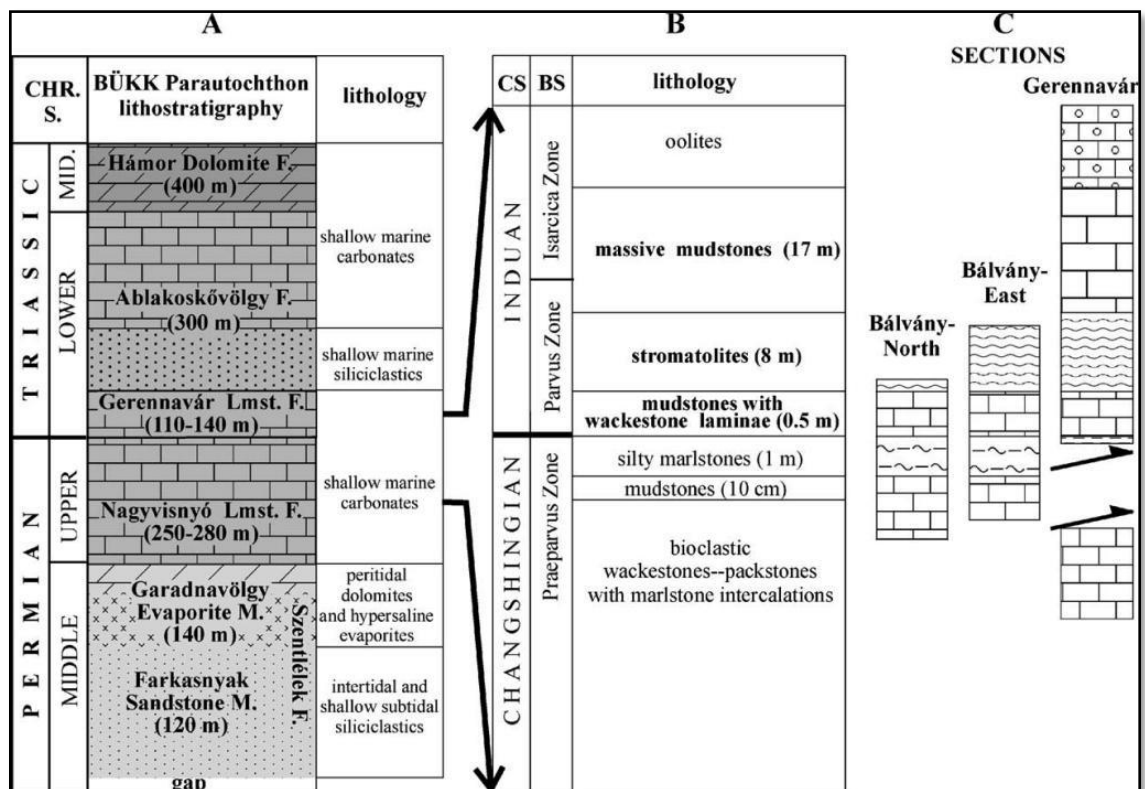 A
CHR.
S.
BÜKK Parautochthon
lithostratigraphy
lithology
TRIASSIC
MID.
LOWER
PERMIAN
UPPER
MIDDLE
Hámor Dolomite F.
(400 m)
Ablakoskővölgy F.
(300 m)
Gerennavár Lmst. F.
(110-140 m)
Nagyvisnyó Lmst. F.
(250-280 m)
Garadnavölgy
Evaporite M.
(140 m)
Farkasnyak
Sandstone M.
(120 m)
Szentlélek F.
gap
shallow marine
carbonates
shallow marine
siliciclastics
shallow marine
carbonates
peritidal
dolomites
and hypersaline
evaporites
intertidal and
shallow subtidal
siliciclastics
B
CS
BS
lithology
INDUAN
CHANGSHINGIAN
Isarcica Zone
Parvus Zone
Praeparvus Zone
oolites
massive mudstones (17 m)
stromatolites (8 m)
mudstones with
wackestone laminae (0.5 m)
silty marlstones (1 m)
mudstones (10 cm)
bioclastic
wackestones--packstones
with marlstone intercalations
C
SECTIONS
Gerennavár
Bálvány-
East
Bálvány-
North